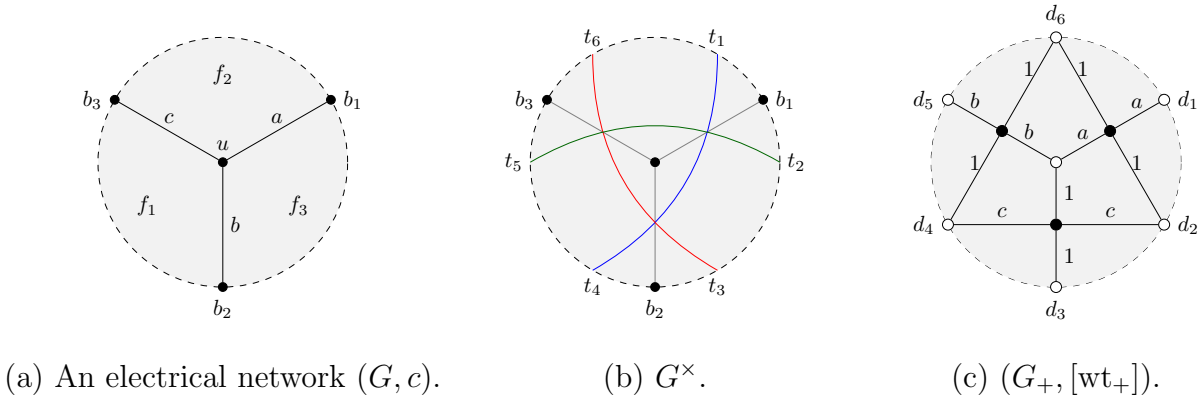 f₂
b₃
b₁
c
a
u
f₁
f₃
b
b₂
(a) An electrical network (G, c).
t₆
t₁
b₃
b₁
t₅
t₂
t₄
t₃
b₂
(b) G^×.
d₆
1
1
d₅
d₁
b
a
b
a
1
1
1
c
c
d₄
d₂
1
d₃
(c) (G₊, [wt₊]).